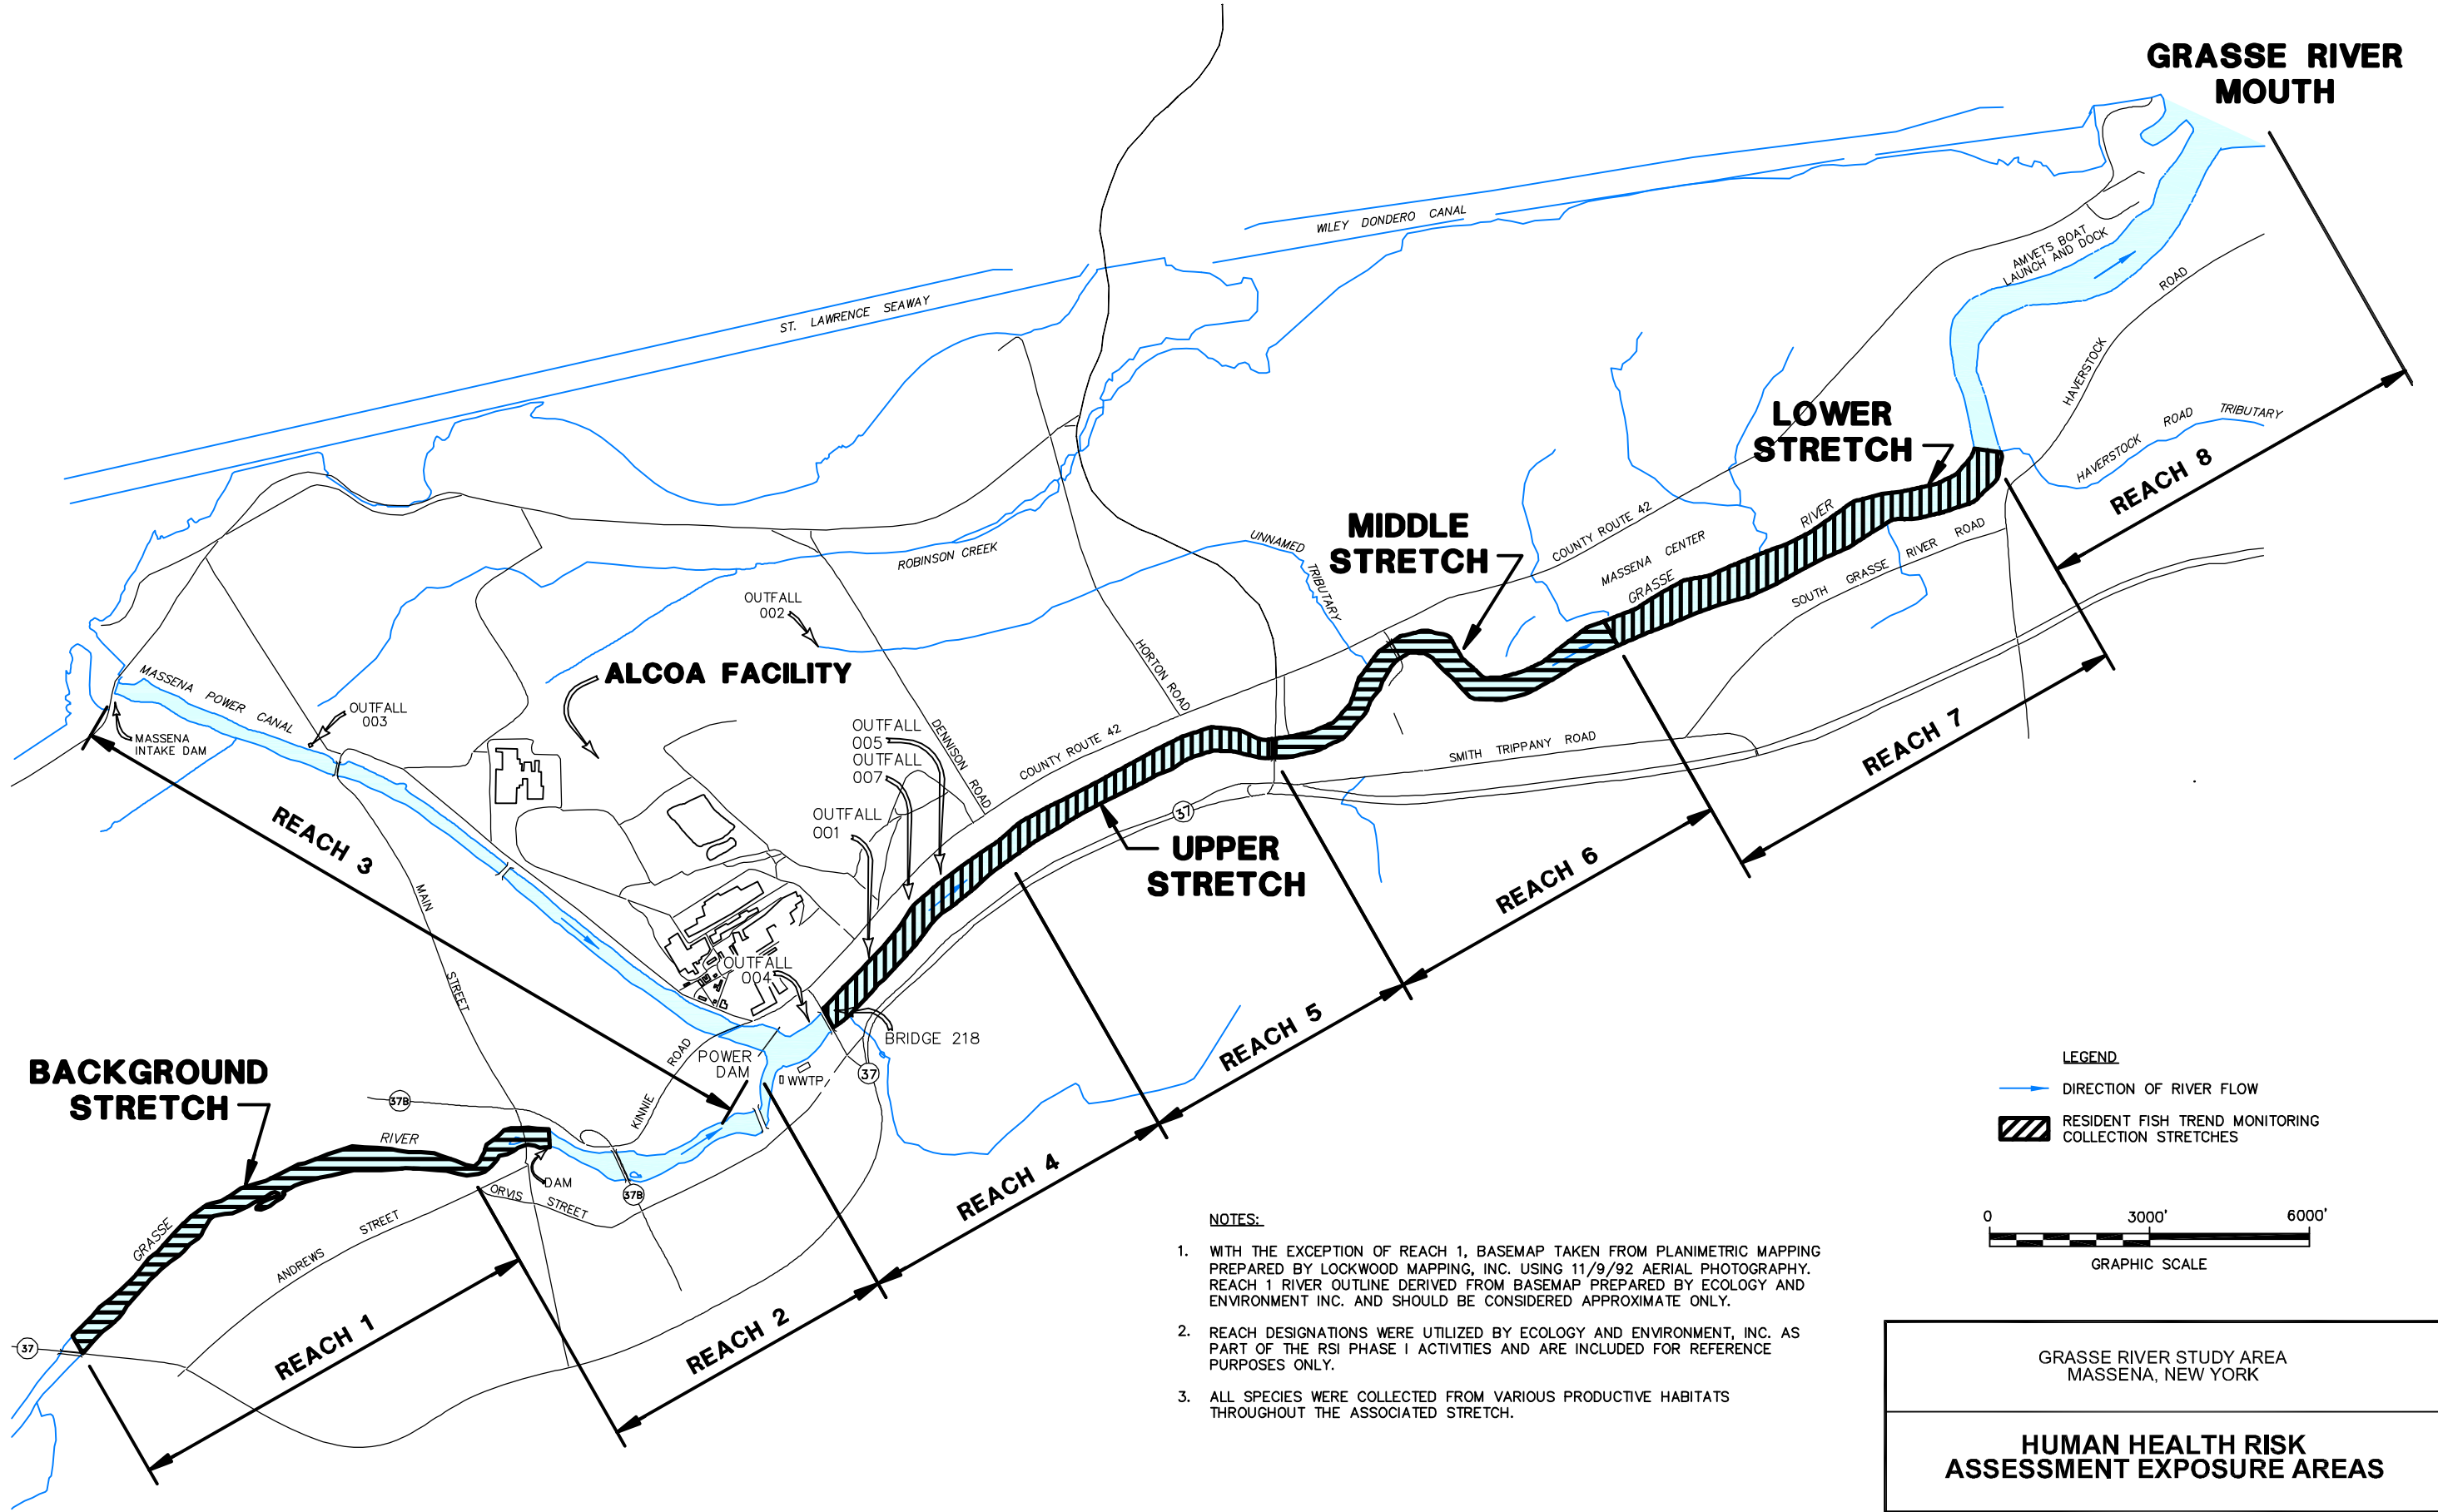 GRASSE RIVER
MOUTH
WILEY DONDERO CANAL
ST. LAWRENCE SEAWAY
AMVETS BOAT
LAUNCH AND DOCK
HAVERSTOCK
ROAD
HAVERSTOCK ROAD TRIBUTARY
REACH 8
LOWER
STRETCH
MIDDLE
STRETCH
COUNTY ROUTE 42
MASSENA CENTER
GRASSE
RIVER
SOUTH GRASSE RIVER ROAD
UNNAMED
TRIBUTARY
ROBINSON CREEK
OUTFALL
002
HORTON ROAD
ALCOA FACILITY
MASSENA POWER CANAL
OUTFALL
003
MASSENA
INTAKE DAM
OUTFALL
005
OUTFALL
007
DENNISON ROAD
COUNTY ROUTE 42
SMITH TRIPPANY ROAD
REACH 7
OUTFALL
001
37
UPPER
STRETCH
REACH 6
REACH 3
MAIN
STREET
OUTFALL
004
BRIDGE 218
REACH 5
POWER
DAM
WWTP
37
KINNIE
ROAD
BACKGROUND
STRETCH
37B
RIVER
GRASSE
DAM
37B
ORVIS STREET
ANDREWS STREET
REACH 4
37
REACH 1
REACH 2
LEGEND
DIRECTION OF RIVER FLOW
RESIDENT FISH TREND MONITORING
COLLECTION STRETCHES
0 3000' 6000'
GRAPHIC SCALE
NOTES:
1. WITH THE EXCEPTION OF REACH 1, BASEMAP TAKEN FROM PLANIMETRIC MAPPING
PREPARED BY LOCKWOOD MAPPING, INC. USING 11/9/92 AERIAL PHOTOGRAPHY.
REACH 1 RIVER OUTLINE DERIVED FROM BASEMAP PREPARED BY ECOLOGY AND
ENVIRONMENT INC. AND SHOULD BE CONSIDERED APPROXIMATE ONLY.
2. REACH DESIGNATIONS WERE UTILIZED BY ECOLOGY AND ENVIRONMENT, INC. AS
PART OF THE RSI PHASE I ACTIVITIES AND ARE INCLUDED FOR REFERENCE
PURPOSES ONLY.
3. ALL SPECIES WERE COLLECTED FROM VARIOUS PRODUCTIVE HABITATS
THROUGHOUT THE ASSOCIATED STRETCH.
GRASSE RIVER STUDY AREA
MASSENA, NEW YORK
HUMAN HEALTH RISK
ASSESSMENT EXPOSURE AREAS